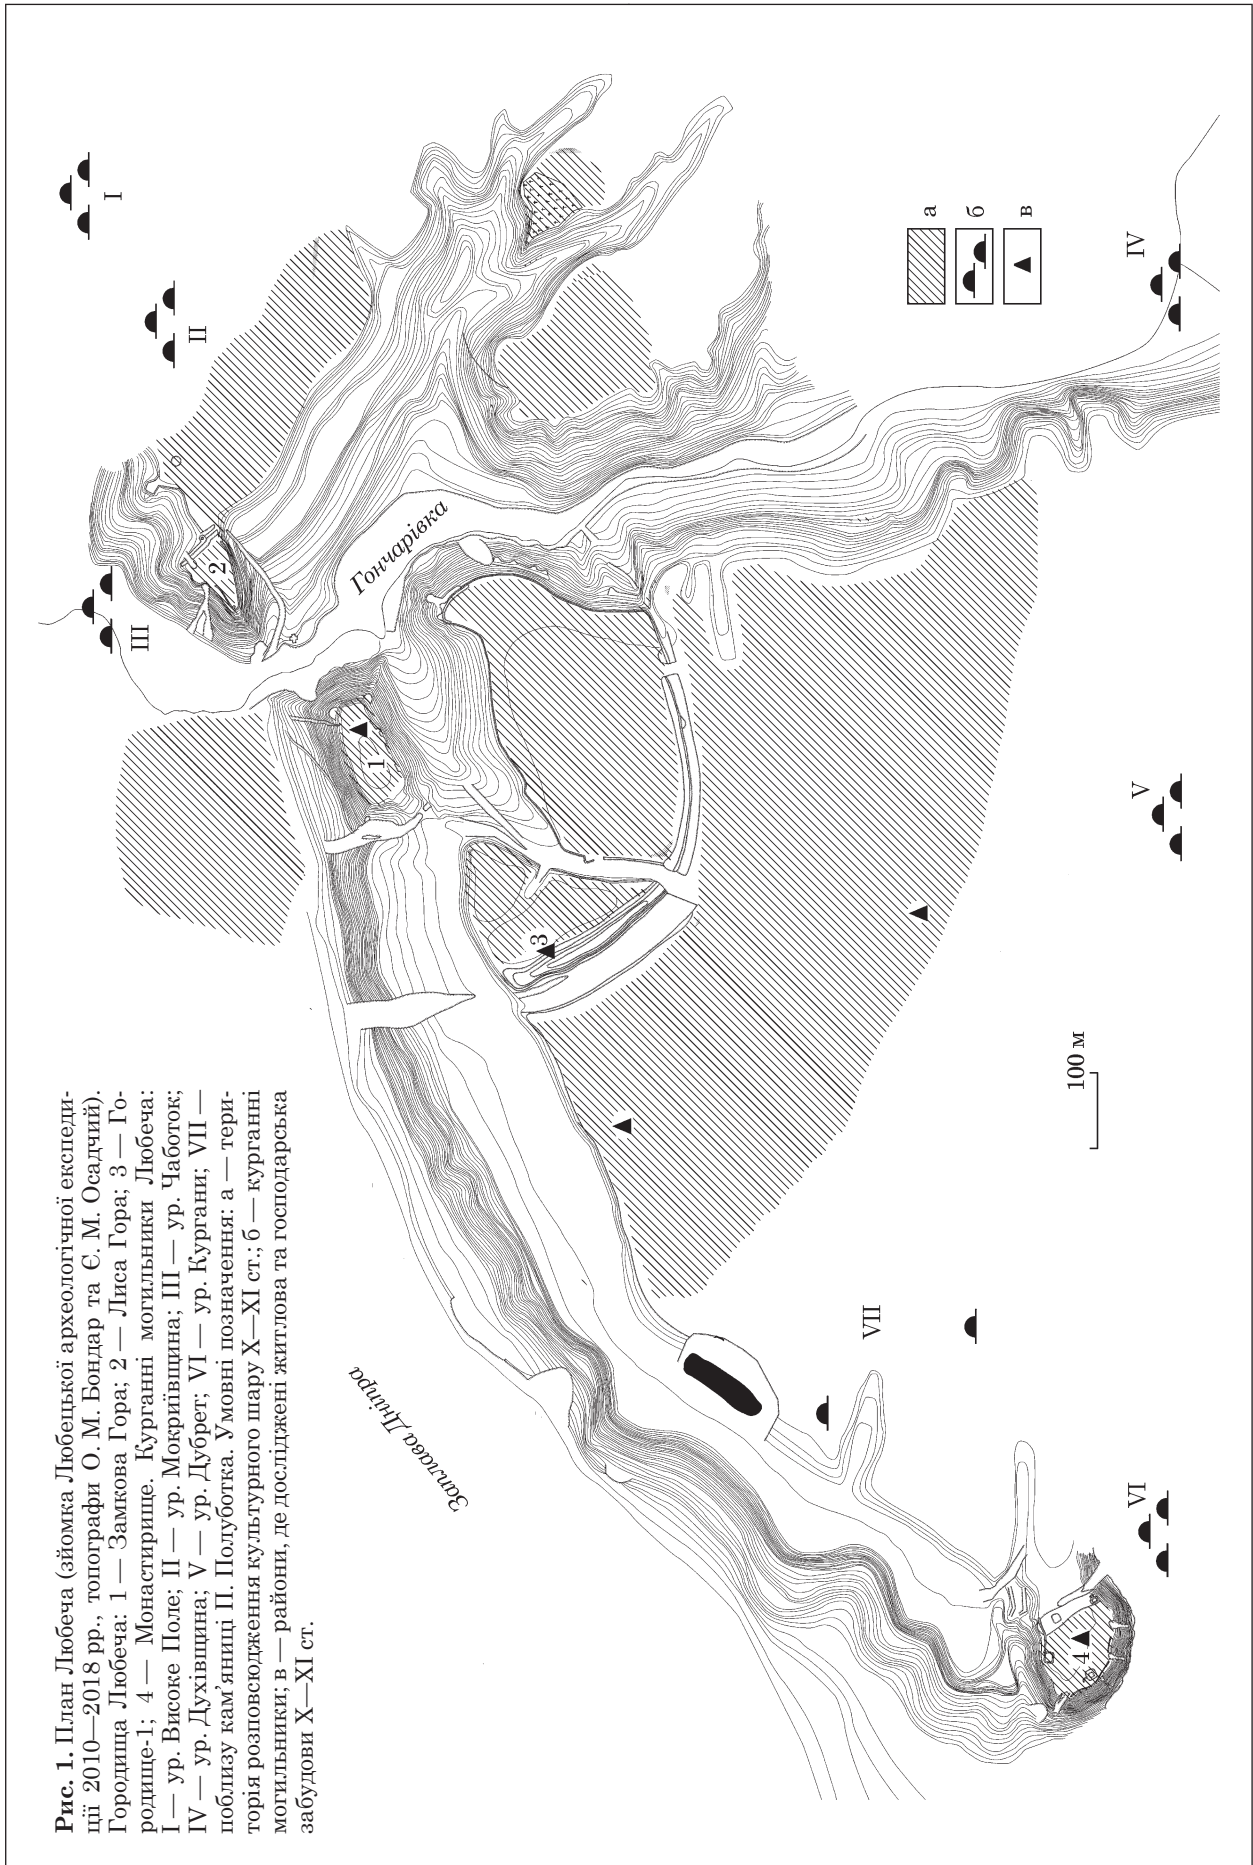 Рис. 1. План Любеча (зйомка Любецької археологічної експеди-
ції 2010—2018 рр., топографи О. М. Бондар та Є. М. Осадчий).
Городища Любеча: 1 — Замкова Гора; 2 — Лиса Гора; 3 — Го-
родище-1; 4 — Монастирище. Курганні могильники Любеча:
I — ур. Високе Поле; II — ур. Мокріївщина; III — ур. Чаботок;
IV — ур. Духівщина; V — ур. Дубрет; VI — ур. Кургани; VII —
поблизу кам’яниці П. Полуботка. Умовні позначення: а — тери-
торія розповсюдження культурного шару X—XI ст.; б — курганні
могильники; в — райони, де досліджені житлова та господарська
забудови X—XI ст.
Заплава Дніпра
Гончарівка
I
II
III
IV
V
VI
VII
1
2
3
4
а
б
в
100 м